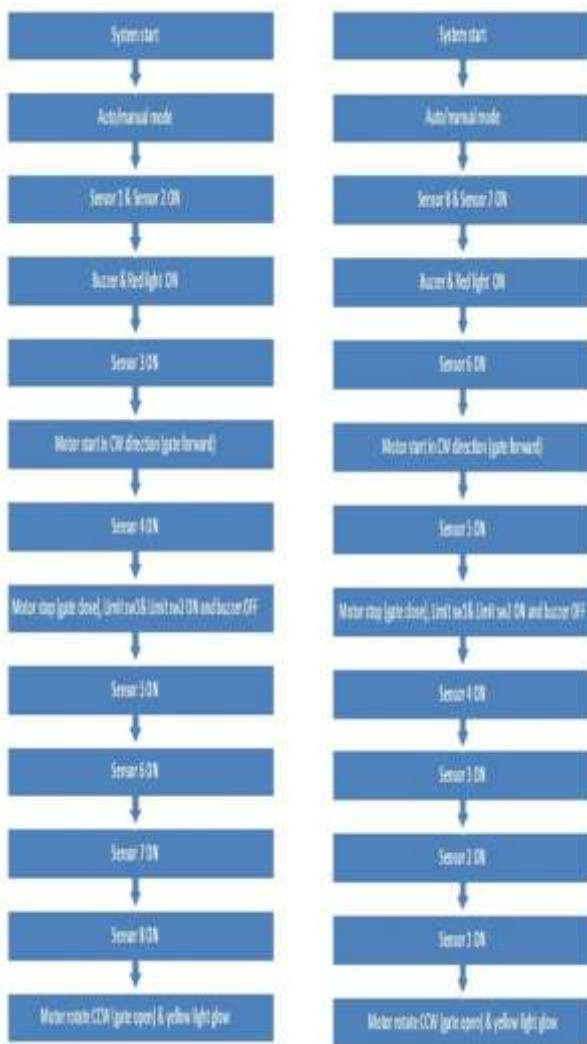 System start
Auto/manual mode
Sensor 1 & Sensor 2 ON
Buzzer & Red light ON
Sensor 3 ON
Motor start in CW direction (gate forward)
Sensor 4 ON
Motor stop (gate close), Limit sw1& Limit sw2 ON and buzzer OFF
Sensor 5 ON
Sensor 6 ON
Sensor 7 ON
Sensor 8 ON
Motor rotate CCW (gate open) & yellow light glow
System start
Auto/manual mode
Sensor 8 & Sensor 7 ON
Buzzer & Red light ON
Sensor 6 ON
Motor start in CW direction (gate forward)
Sensor 5 ON
Motor stop (gate close), Limit sw1& Limit sw2 ON and buzzer OFF
Sensor 4 ON
Sensor 3 ON
Sensor 2 ON
Sensor 1 ON
Motor rotate CCW (gate open) & yellow light glow